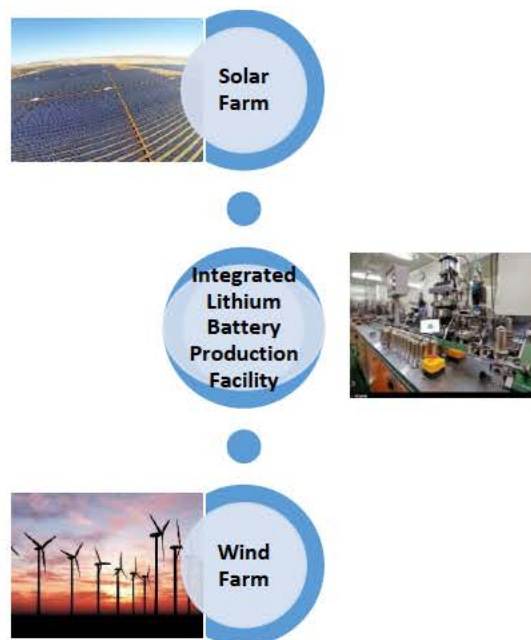 Solar
Farm
Integrated
Lithium
Battery
Production
Facility
Wind
Farm